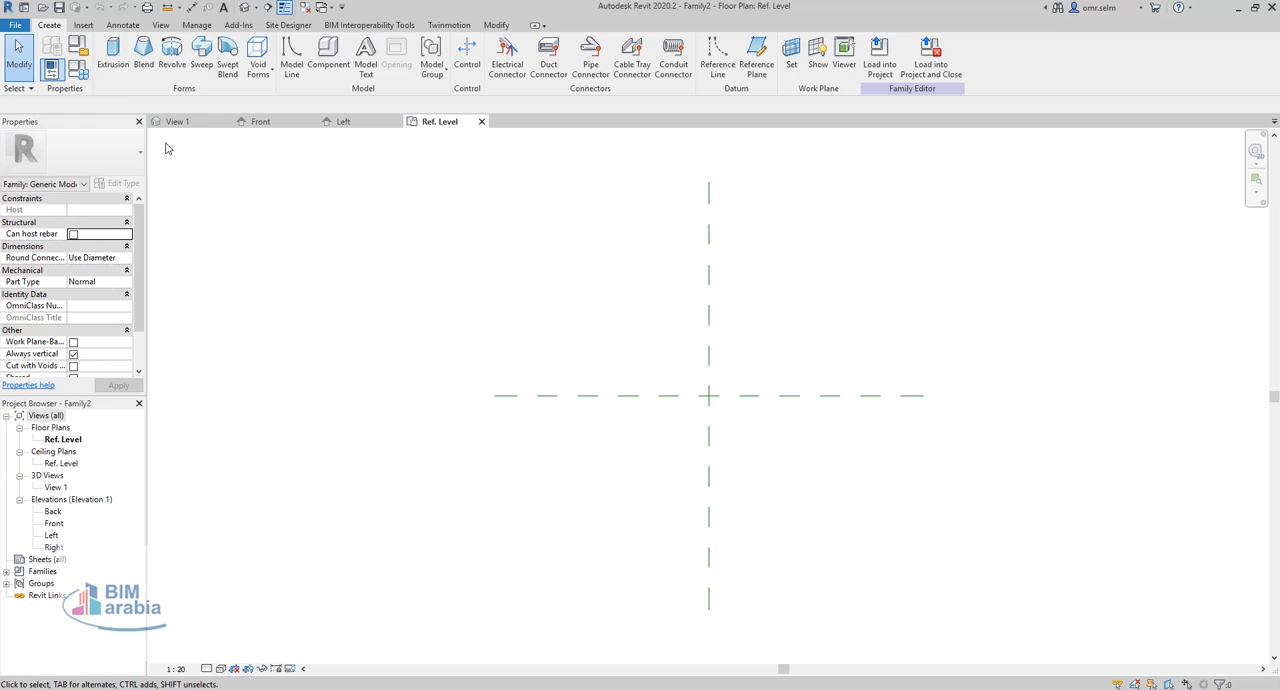 Autodesk Revit 2020.2 - Family2 - Floor Plan: Ref. Level
omr.selm
File Create Insert Annotate View Manage Add-Ins Site Designer BIM Interoperability Tools Twinmotion Modify
Modify Extrusion Blend Revolve Sweep Swept Blend Void Forms Model Line Component Model Text Opening Model Group Control Electrical Connector Duct Connector Pipe Connector Cable Tray Connector Conduit Connector Reference Line Reference Plane Set Show Viewer Load into Project Load into Project and Close
Select Properties Forms Model Control Connectors Datum Work Plane Family Editor
Properties View 1 Front Left Ref. Level
Family: Generic Mode Edit Type
Constraints
Host
Structural
Can host rebar
Dimensions
Round Connec... Use Diameter
Mechanical
Part Type Normal
Identity Data
OmniClass Nu...
OmniClass Title
Other
Work Plane-Ba...
Always vertical
Cut with Voids ...
Properties help Apply
Project Browser - Family2
Views (all)
Floor Plans
Ref. Level
Ceiling Plans
Ref. Level
3D Views
View 1
Elevations (Elevation 1)
Back
Front
Left
Right
Sheets (all)
Families
Groups
Revit Links
BIM
arabia
1 : 20
Click to select, TAB for alternates, CTRL adds, SHIFT unselects.
:0